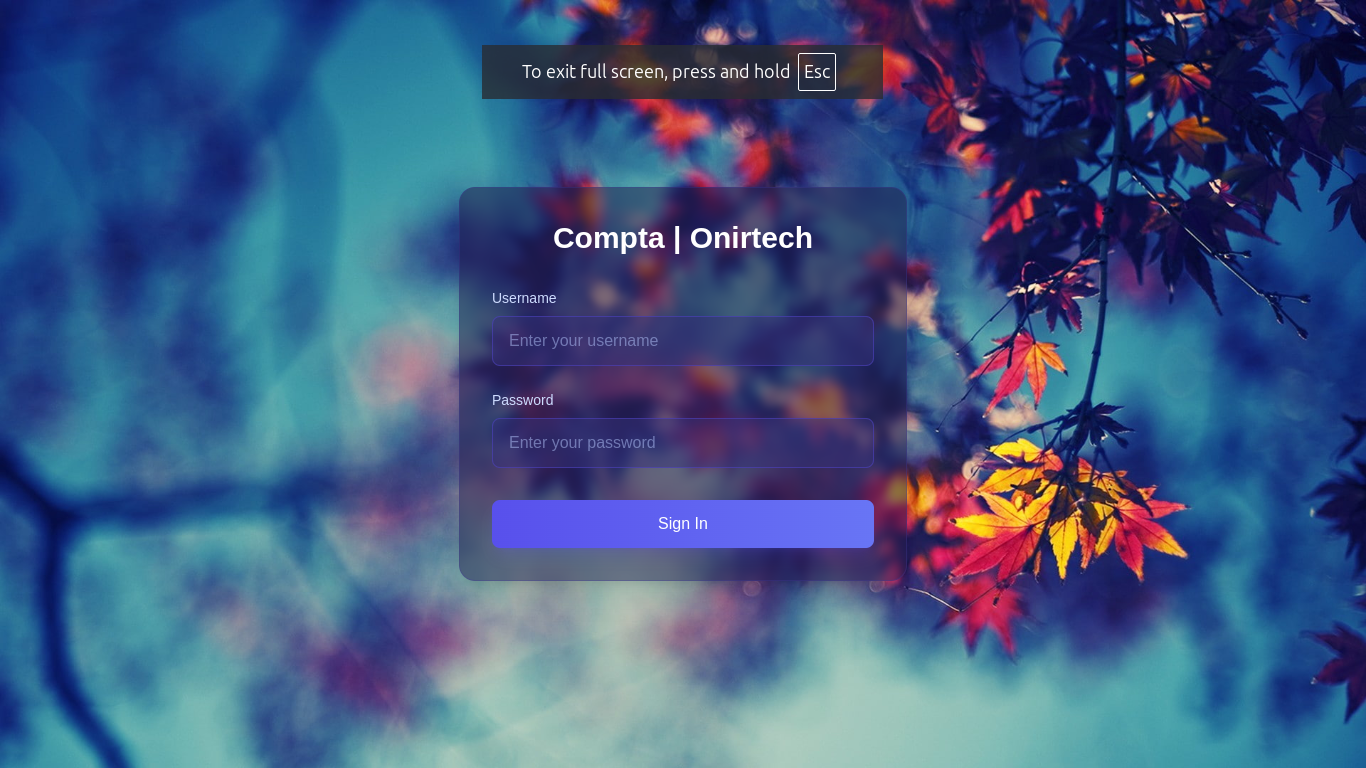 To exit full screen, press and hold Esc
Compta | Onirtech
Username
Enter your username
Password
Enter your password
Sign In